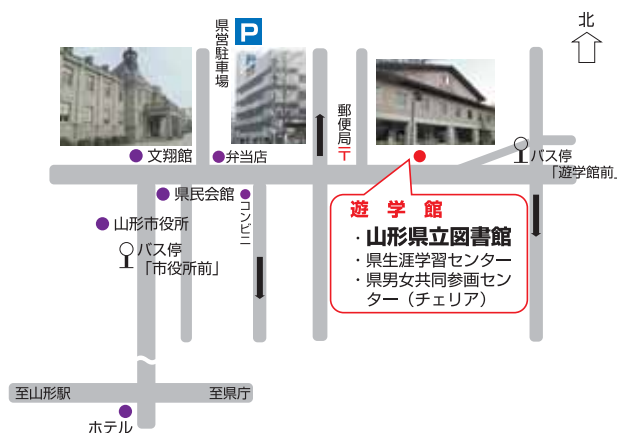 北
県営駐車場
P
郵便局
〒
文翔館
弁当店
バス停
「遊学館前」
県民会館
コンビニ
山形市役所
バス停
「市役所前」
遊学館
・山形県立図書館
・県生涯学習センター
・県男女共同参画セン
ター（チェリア）
至山形駅
至県庁
ホテル